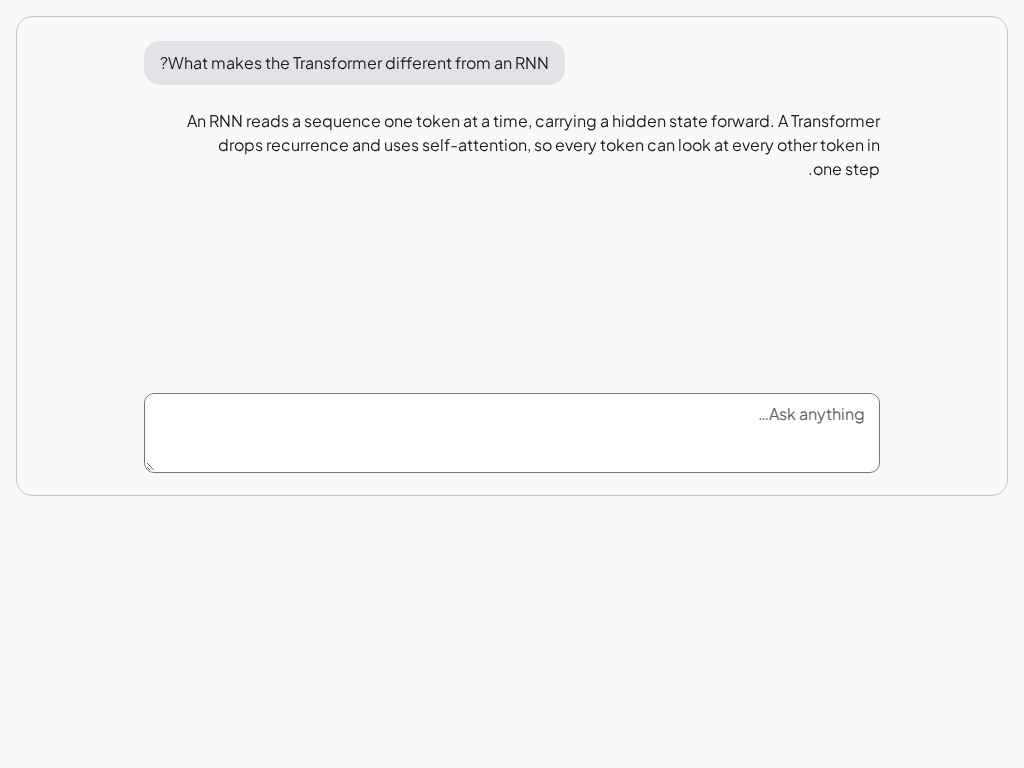 What makes the Transformer different from an RNN?
An RNN reads a sequence one token at a time, carrying a hidden state forward. A Transformer
drops recurrence and uses self-attention, so every token can look at every other token in
one step.
Ask anything…